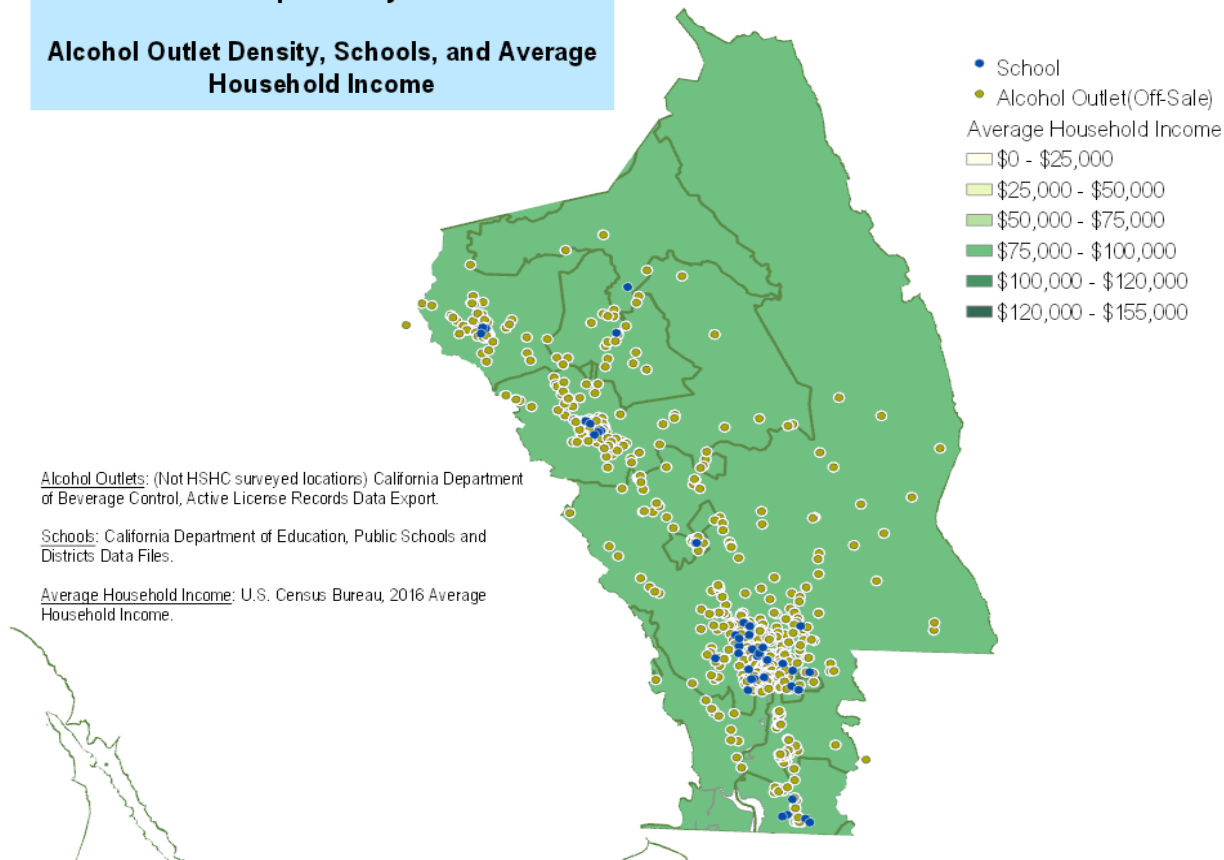 Alcohol Outlet Density, Schools, and Average
Household Income
School
Alcohol Outlet(Off-Sale)
Average Household Income
$0 - $25,000
$25,000 - $50,000
$50,000 - $75,000
$75,000 - $100,000
$100,000 - $120,000
$120,000 - $155,000
Alcohol Outlets: (Not HSHC surveyed locations) California Department
of Beverage Control, Active License Records Data Export.
Schools: California Department of Education, Public Schools and
Districts Data Files.
Average Household Income: U.S. Census Bureau, 2016 Average
Household Income.